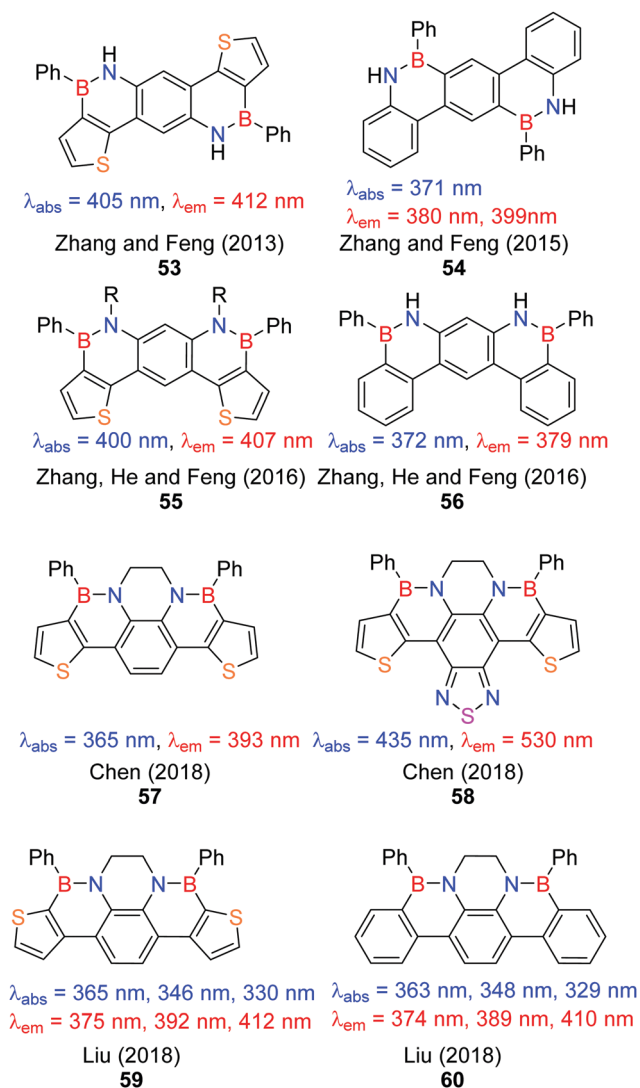 H
S
Ph
N
B
B
N
Ph
S
H
λabs = 405 nm, λem = 412 nm
Zhang and Feng (2013)
53
Ph
B
HN
NH
B
Ph
λabs = 371 nm
λem = 380 nm, 399nm
Zhang and Feng (2015)
54
R R
Ph N N Ph
B B
S S
λabs = 400 nm, λem = 407 nm
Zhang, He and Feng (2016)
55
H H
Ph N N Ph
B B
λabs = 372 nm, λem = 379 nm
Zhang, He and Feng (2016)
56
Ph Ph
B N N B
S S
λabs = 365 nm, λem = 393 nm
Chen (2018)
57
Ph Ph
B N N B
S S
N N
S
λabs = 435 nm, λem = 530 nm
Chen (2018)
58
Ph Ph
B N N B
S S
λabs = 365 nm, 346 nm, 330 nm
λem = 375 nm, 392 nm, 412 nm
Liu (2018)
59
Ph Ph
B N N B
λabs = 363 nm, 348 nm, 329 nm
λem = 374 nm, 389 nm, 410 nm
Liu (2018)
60